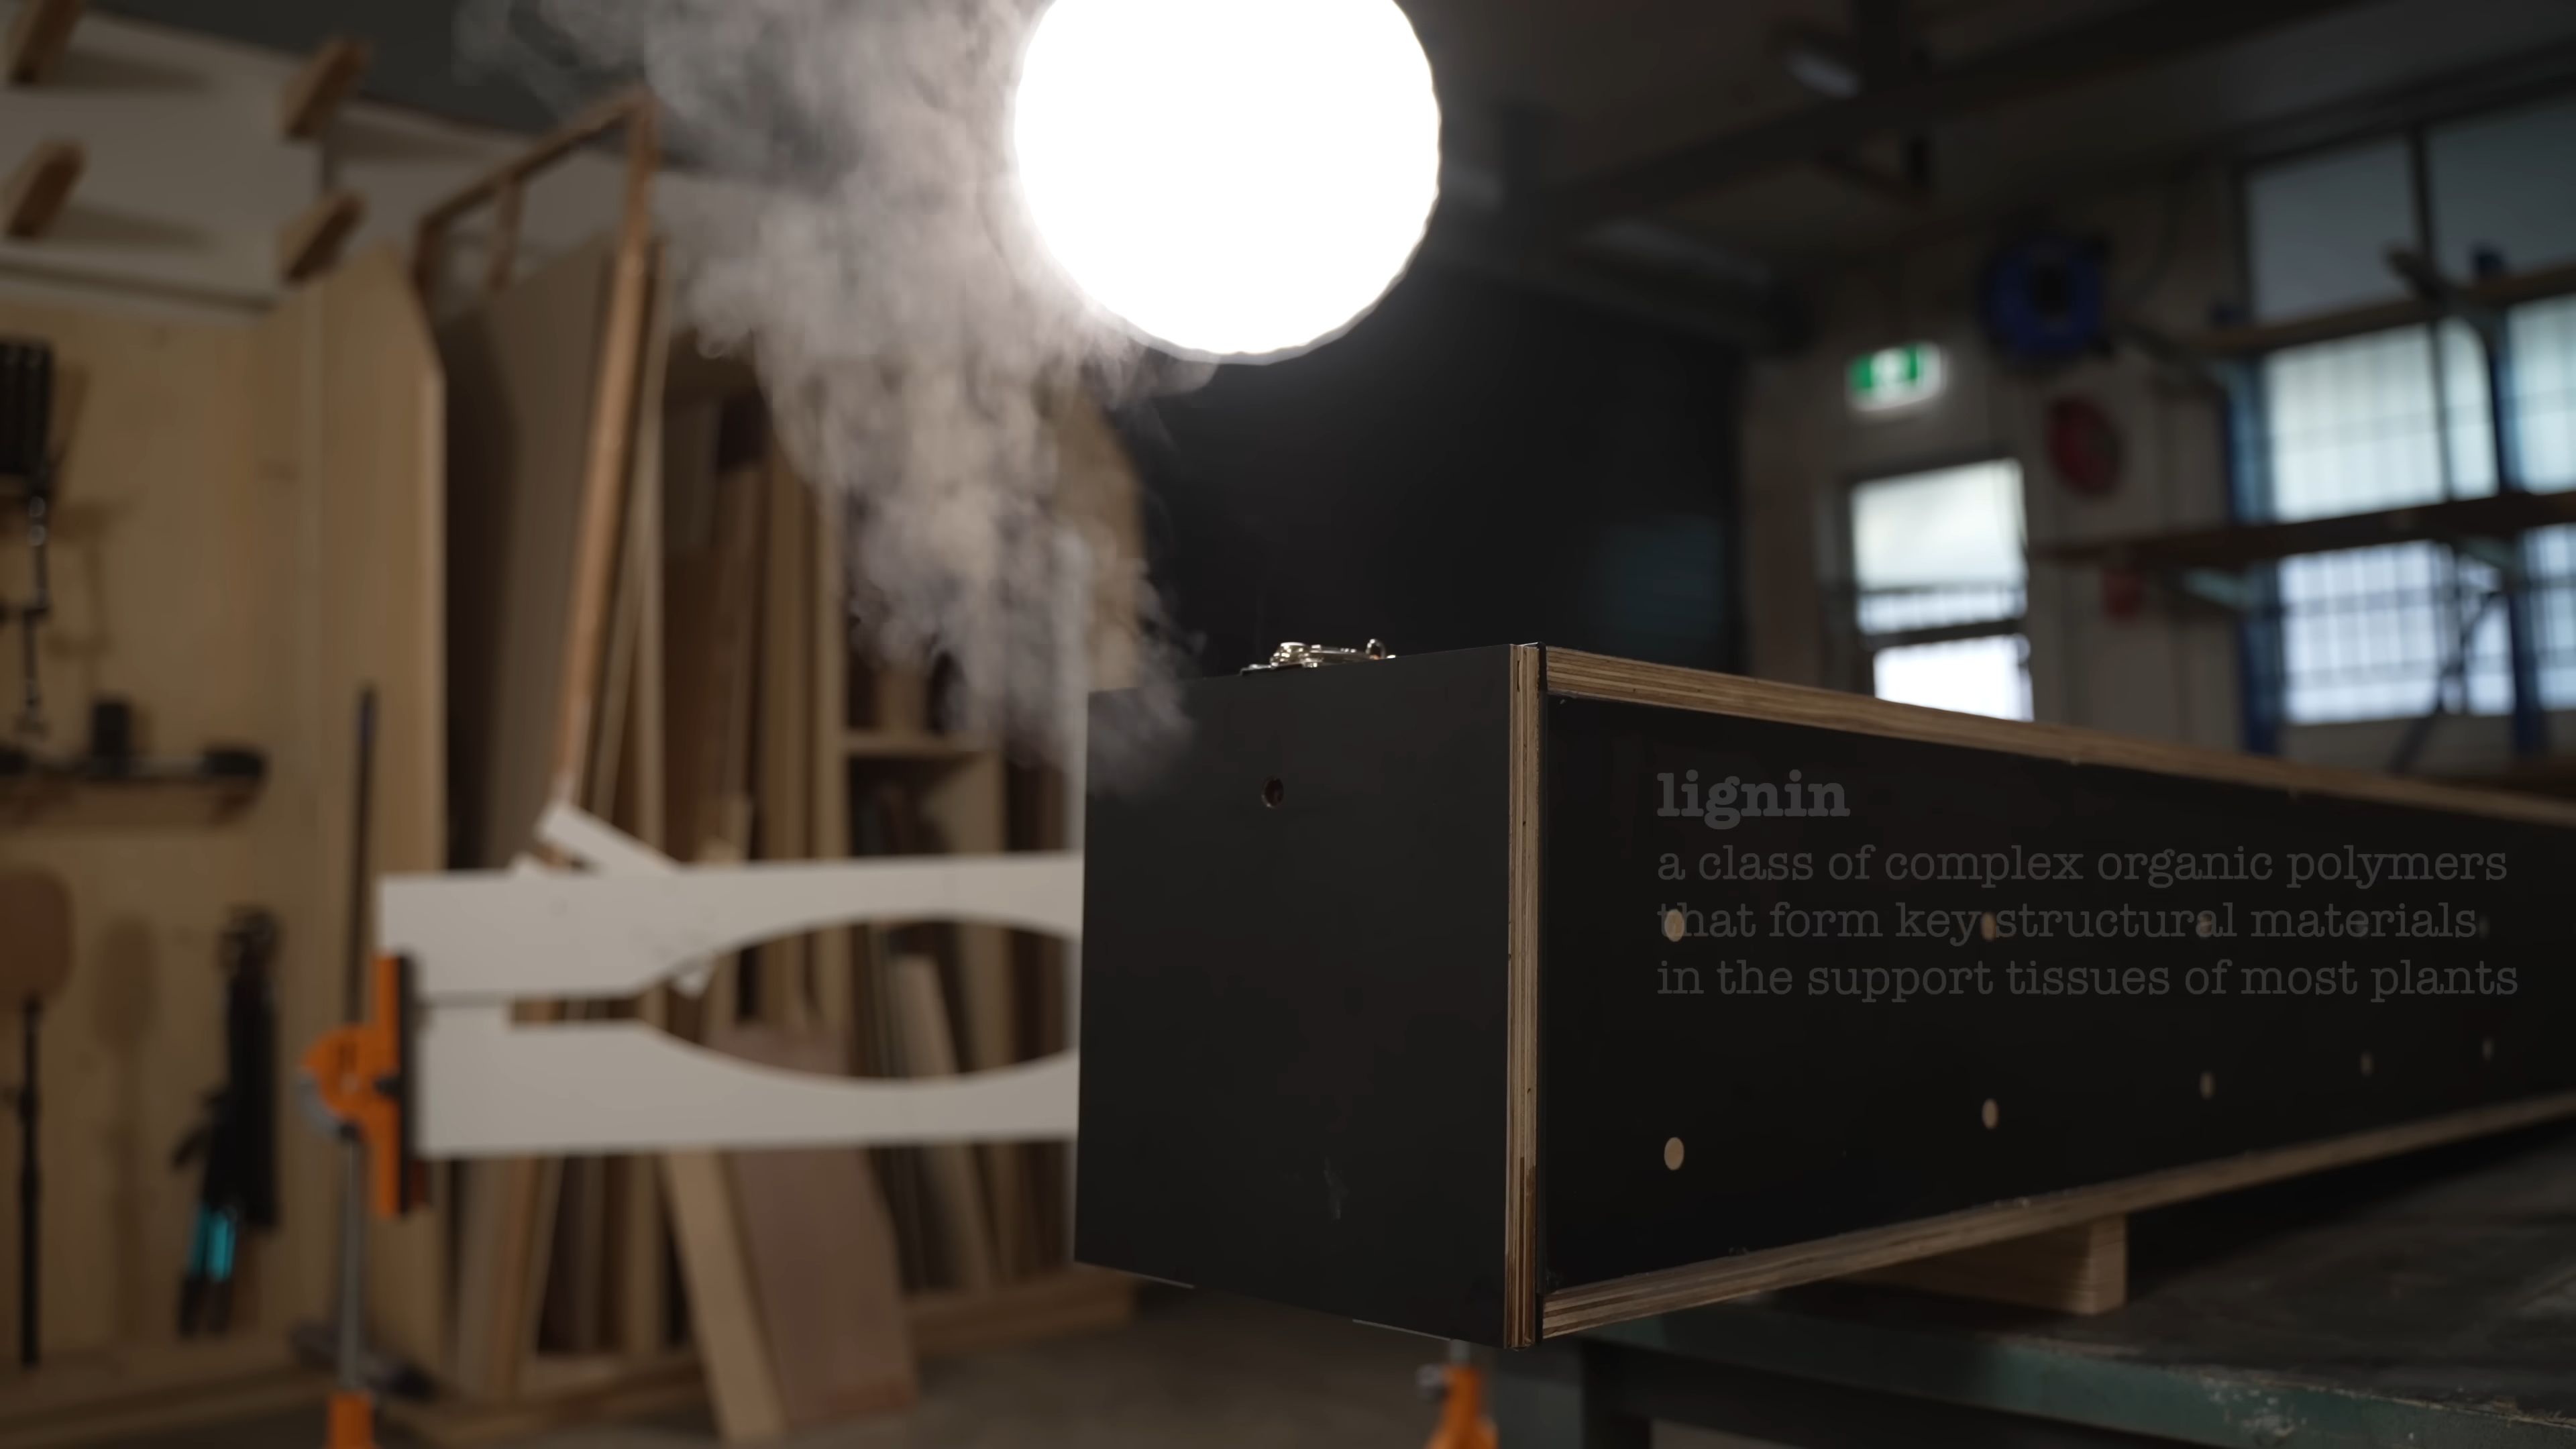 lignin
a class of complex organic polymers
that form key structural materials
in the support tissues of most plants